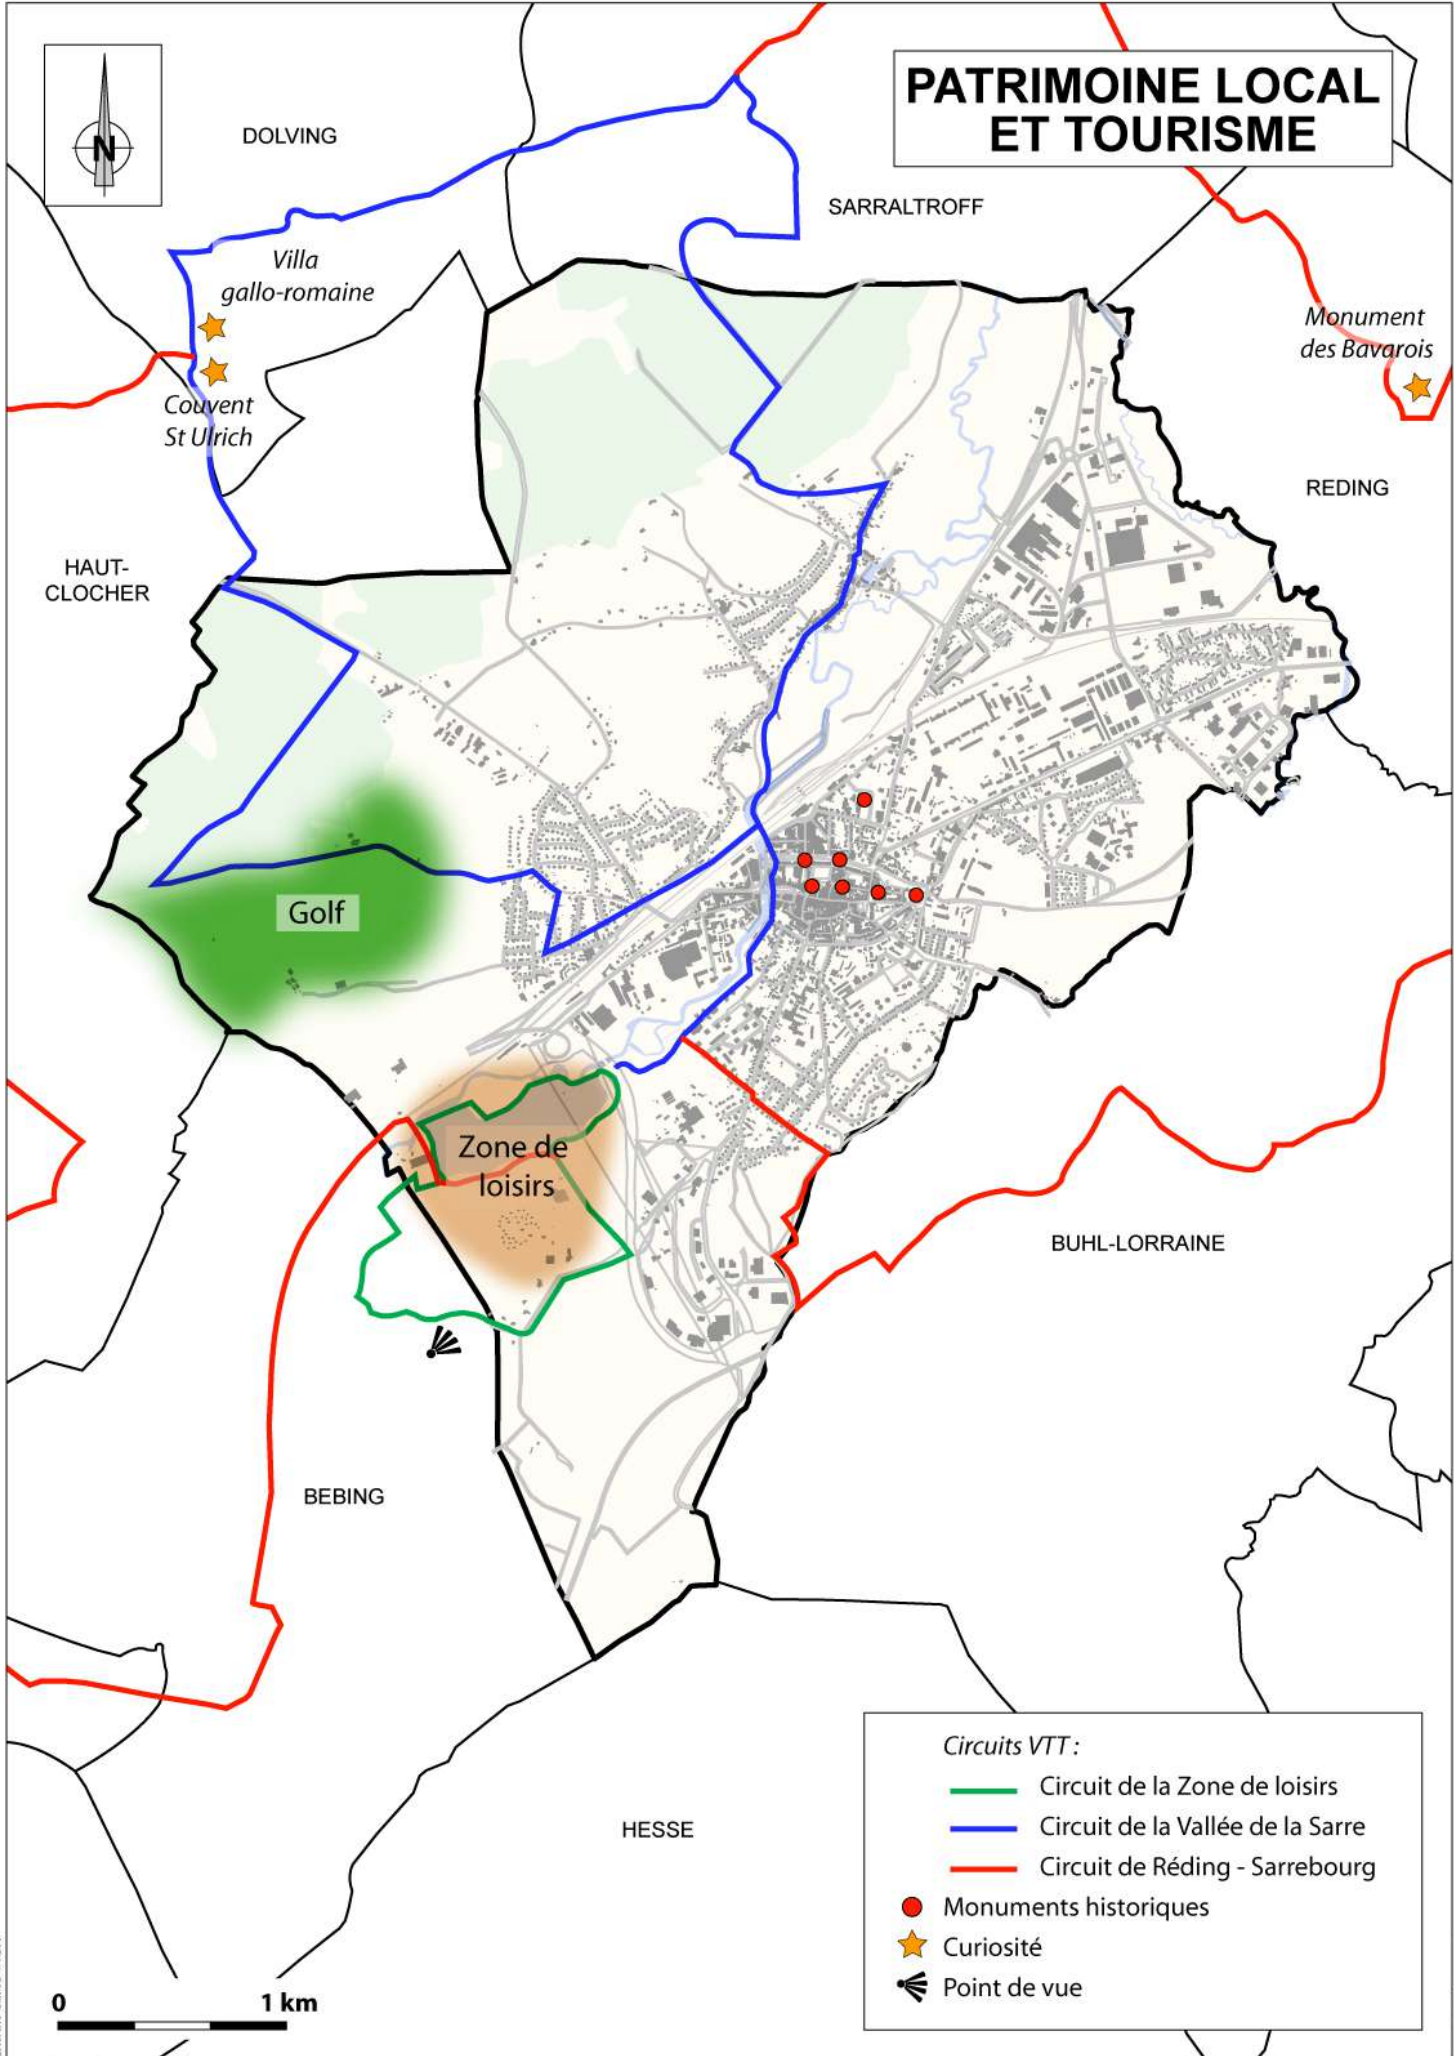 PATRIMOINE LOCAL
ET TOURISME
N
DOLVING
SARRALTROFF
Villa
gallo-romaine
Monument
des Bavarois
Couvent
St Ulrich
REDING
HAUT-
CLOCHER
Golf
Zone de
loisirs
BUHL-LORRAINE
BEBING
HESSE
Circuits VTT :
Circuit de la Zone de loisirs
Circuit de la Vallée de la Sarre
Circuit de Réding - Sarrebourg
Monuments historiques
Curiosité
Point de vue
0 1 km